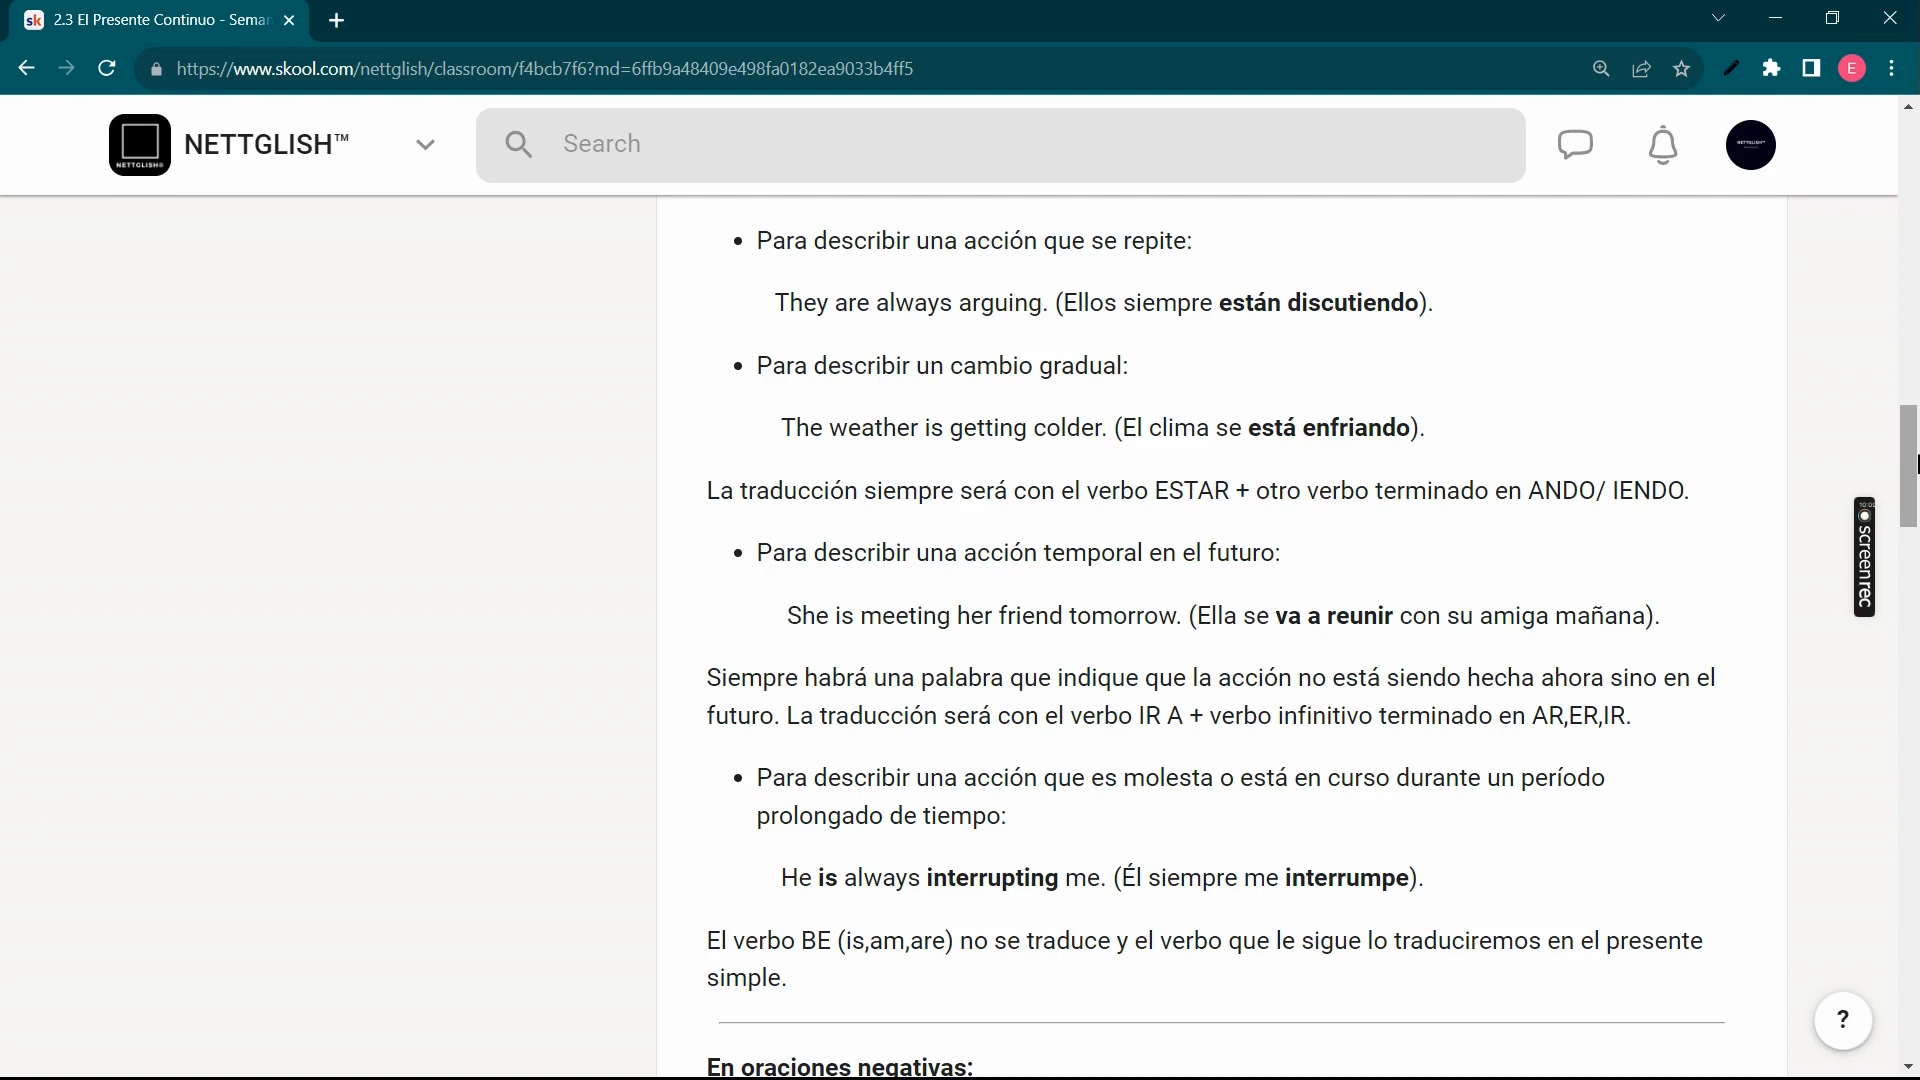 sk 2.3 El Presente Continuo - Seman
https://www.skool.com/nettglish/classroom/f4bcb7f6?md=6ffb9a48409e498fa0182ea9033b4ff5
E
NETTGLISH®
NETTGLISH™
Search
NETTGLISH™
• Para describir una acción que se repite:
They are always arguing. (Ellos siempre están discutiendo).
• Para describir un cambio gradual:
The weather is getting colder. (El clima se está enfriando).
La traducción siempre será con el verbo ESTAR + otro verbo terminado en ANDO/ IENDO.
• Para describir una acción temporal en el futuro:
She is meeting her friend tomorrow. (Ella se va a reunir con su amiga mañana).
Siempre habrá una palabra que indique que la acción no está siendo hecha ahora sino en el
futuro. La traducción será con el verbo IR A + verbo infinitivo terminado en AR,ER,IR.
• Para describir una acción que es molesta o está en curso durante un período
prolongado de tiempo:
He is always interrupting me. (Él siempre me interrumpe).
El verbo BE (is,am,are) no se traduce y el verbo que le sigue lo traduciremos en el presente
simple.
En oraciones negativas:
screenrec
?